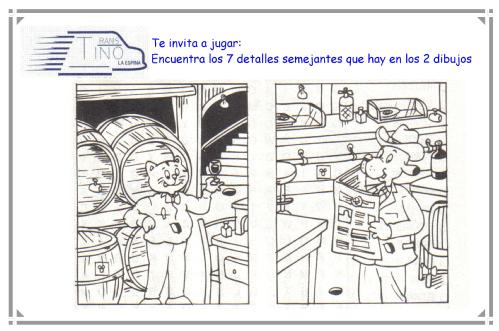 TRANS
TINO
LA ESPINA
Te invita a jugar:
Encuentra los 7 detalles semejantes que hay en los 2 dibujos